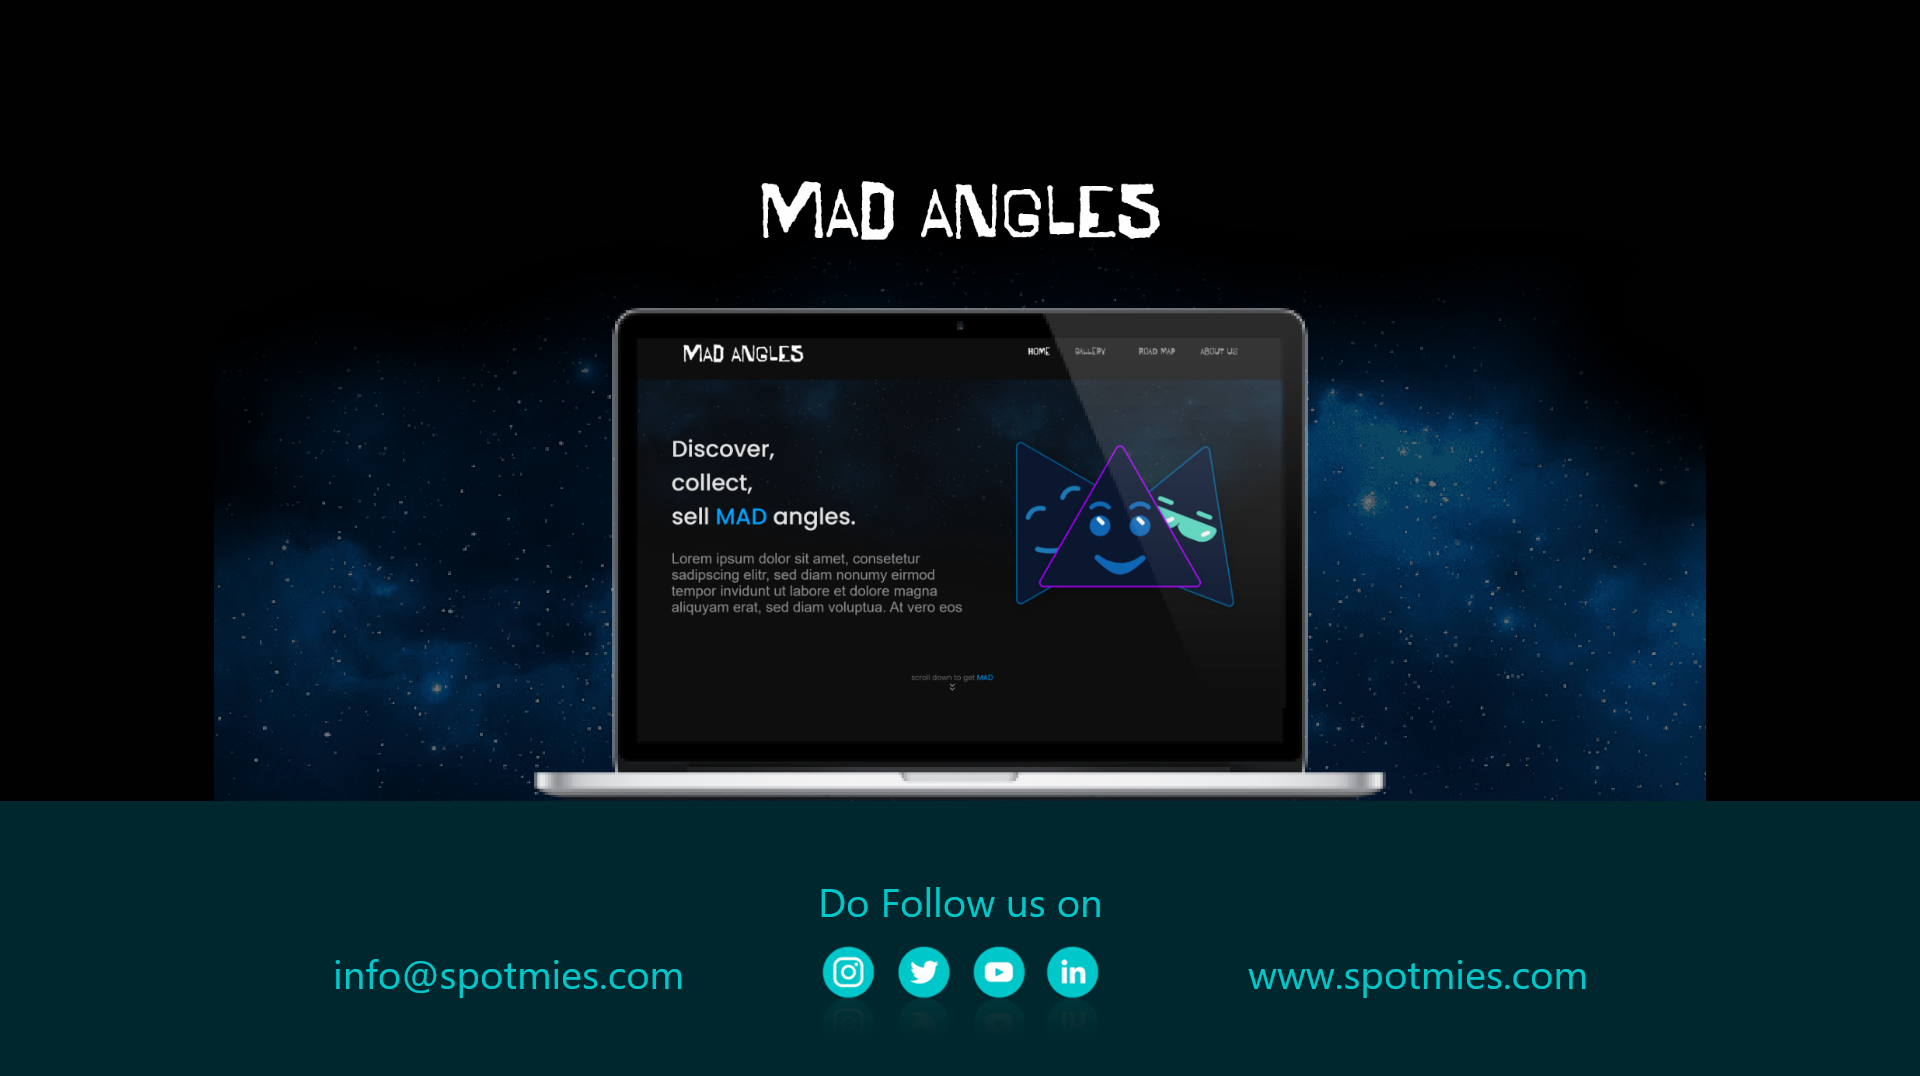 MAD ANGLES
MAD ANGLES
HOME GALLERY ROAD MAP ABOUT US
Discover,
collect,
sell MAD angles.
Lorem ipsum dolor sit amet, consetetur
sadipscing elitr, sed diam nonumy eirmod
tempor invidunt ut labore et dolore magna
aliquyam erat, sed diam voluptua. At vero eos
scroll down to get MAD
Do Follow us on
info@spotmies.com
in
www.spotmies.com